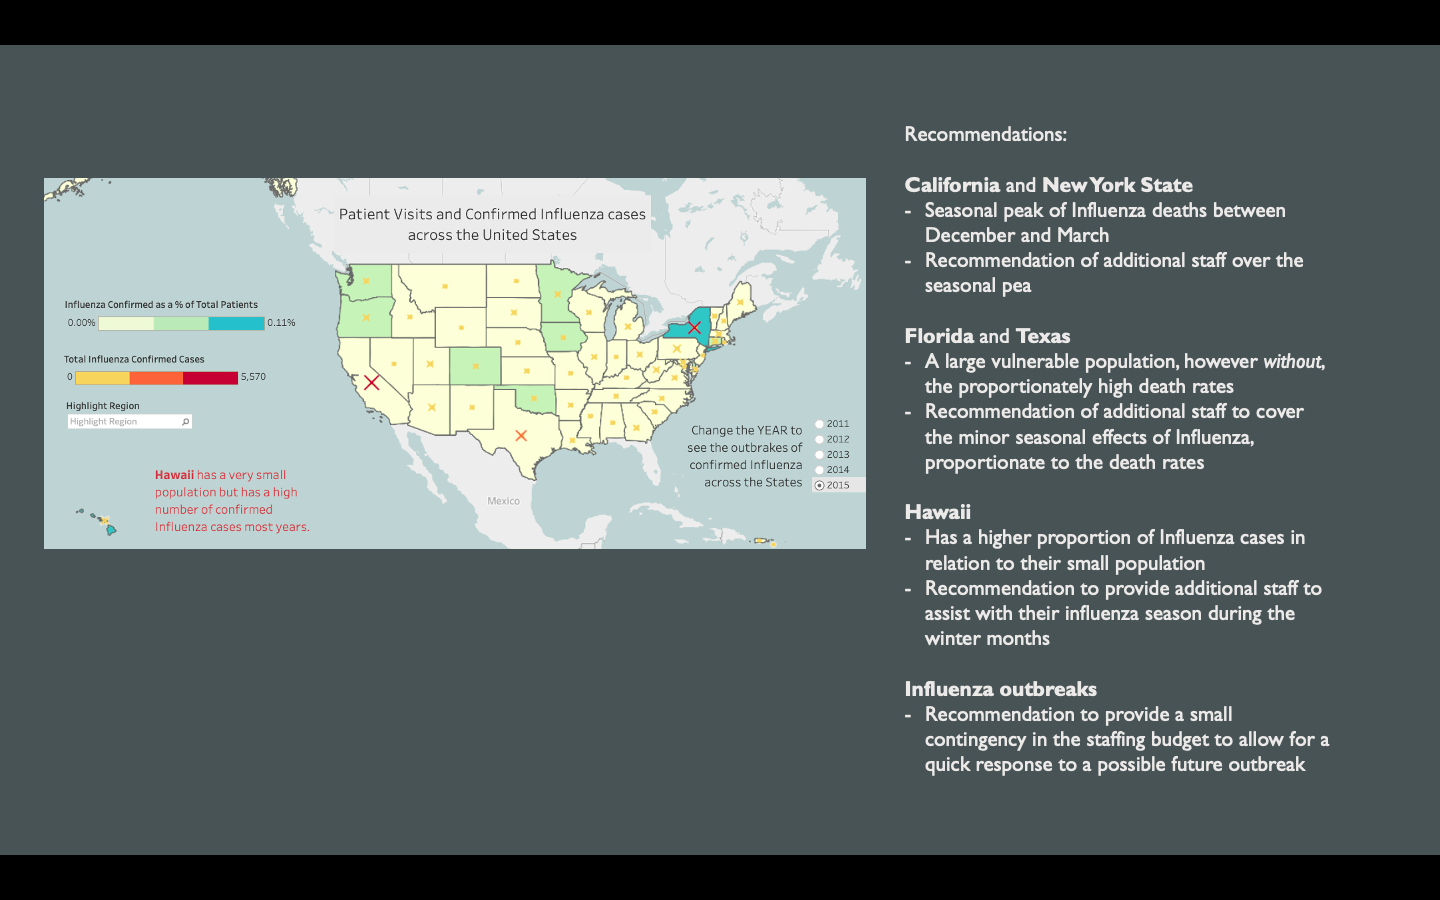 Patient Visits and Confirmed Influenza cases
across the United States
Influenza Confirmed as a % of Total Patients
0.00% 0.11%
Total Influenza Confirmed Cases
0 5,570
Highlight Region
Highlight Region
Hawaii has a very small
population but has a high
number of confirmed
Influenza cases most years.
Mexico
Change the YEAR to
see the outbrakes of
confirmed Influenza
across the States
2011
2012
2013
2014
2015
Recommendations:
California and New York State
- Seasonal peak of Influenza deaths between
December and March
- Recommendation of additional staff over the
seasonal pea
Florida and Texas
- A large vulnerable population, however without,
the proportionately high death rates
- Recommendation of additional staff to cover
the minor seasonal effects of Influenza,
proportionate to the death rates
Hawaii
- Has a higher proportion of Influenza cases in
relation to their small population
- Recommendation to provide additional staff to
assist with their influenza season during the
winter months
Influenza outbreaks
- Recommendation to provide a small
contingency in the staffing budget to allow for a
quick response to a possible future outbreak